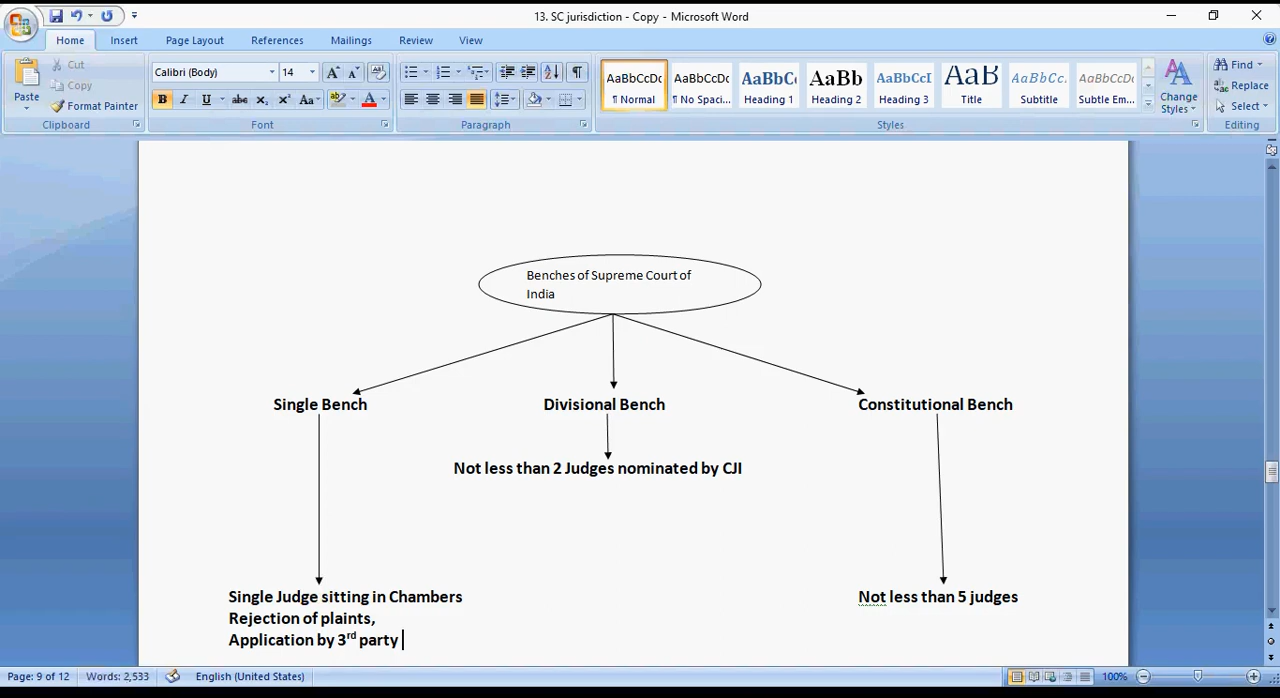 13. SC jurisdiction - Copy - Microsoft Word
Home Insert Page Layout References Mailings Review View
Paste
Cut
Copy
Format Painter
Clipboard
Calibri (Body) 14
B I U abc X₂ X² Aa
Font
Paragraph
AaBbCcDc AaBbCcDc AaBbC AaBb AaBbCcI AaB AaBbCc. AaBbCcDc
¶ Normal ¶ No Spaci... Heading 1 Heading 2 Heading 3 Title Subtitle Subtle Em...
Change
Styles
Styles
Find
Replace
Select
Editing
Benches of Supreme Court of
India
Single Bench Divisional Bench Constitutional Bench
Not less than 2 Judges nominated by CJI
Single Judge sitting in Chambers Not less than 5 judges
Rejection of plaints,
Application by 3rd party
Page: 9 of 12 Words: 2,533 English (United States) 100%